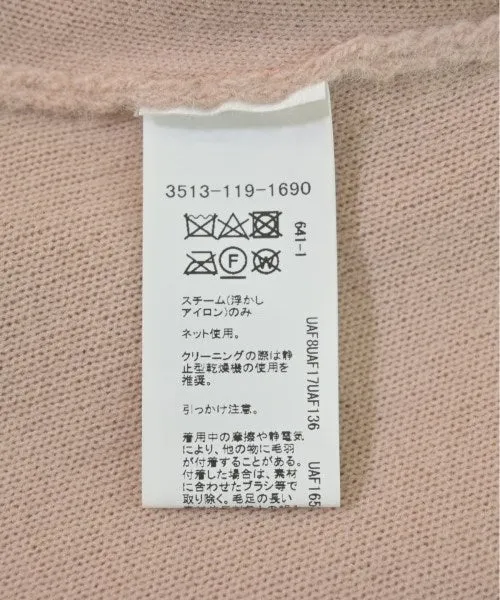 3513-119-1690
641-1
F
W
スチーム(浮かし
アイロン)のみ
ネット使用。
クリーニングの際は静
止型乾燥機の使用を
推奨。
引っかけ注意。
着用中の摩擦や静電気
により、他の物に毛羽
が付着することがある。
付着した場合は、素材
に合わせたブラシ等で
取り除く。毛足の長い
UAF8UAF17UAF136
UAF165